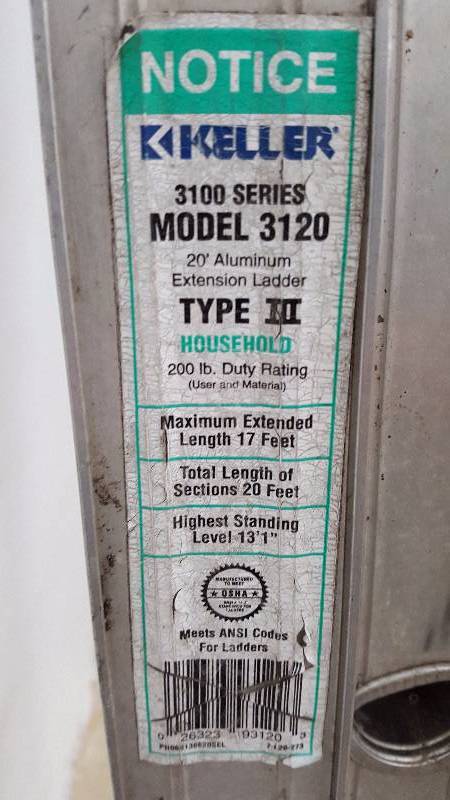 NOTICE
KELLER
3100 SERIES
MODEL 3120
20' Aluminum
Extension Ladder
TYPE III
HOUSEHOLD
200 lb. Duty Rating
(User and Material)
Maximum Extended
Length 17 Feet
Total Length of
Sections 20 Feet
Highest Standing
Level 13'1"
MANUFACTURED
TO MEET
★ OSHA ★
Meets ANSI Codes
For Ladders
0 26323 93120 3